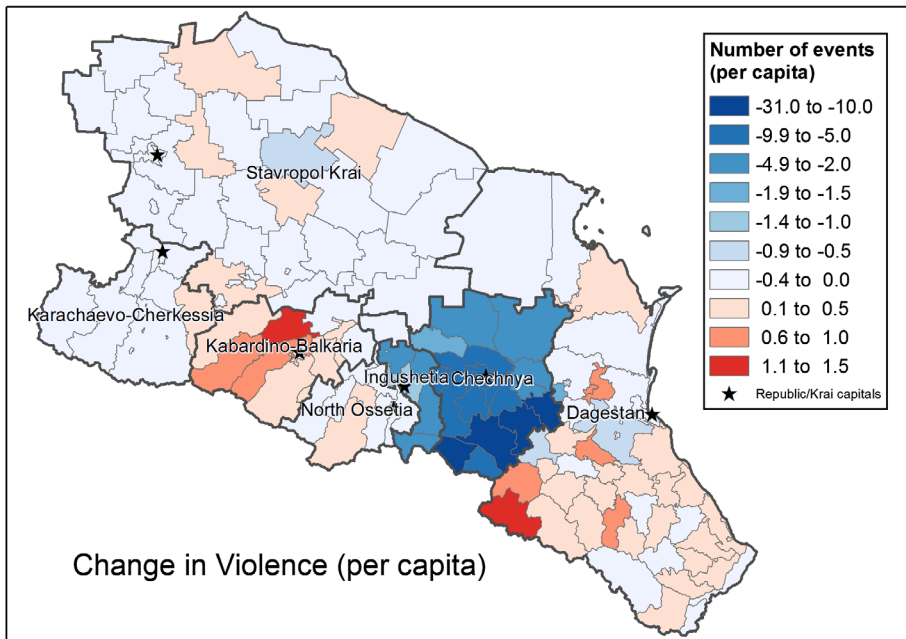 Number of events
(per capita)
-31.0 to -10.0
-9.9 to -5.0
-4.9 to -2.0
-1.9 to -1.5
-1.4 to -1.0
-0.9 to -0.5
-0.4 to 0.0
0.1 to 0.5
0.6 to 1.0
1.1 to 1.5
Republic/Krai capitals
Stavropol Krai
Karachaevo-Cherkessia
Kabardino-Balkaria
Ingushetia
Chechnya
North Ossetia
Dagestan
Change in Violence (per capita)